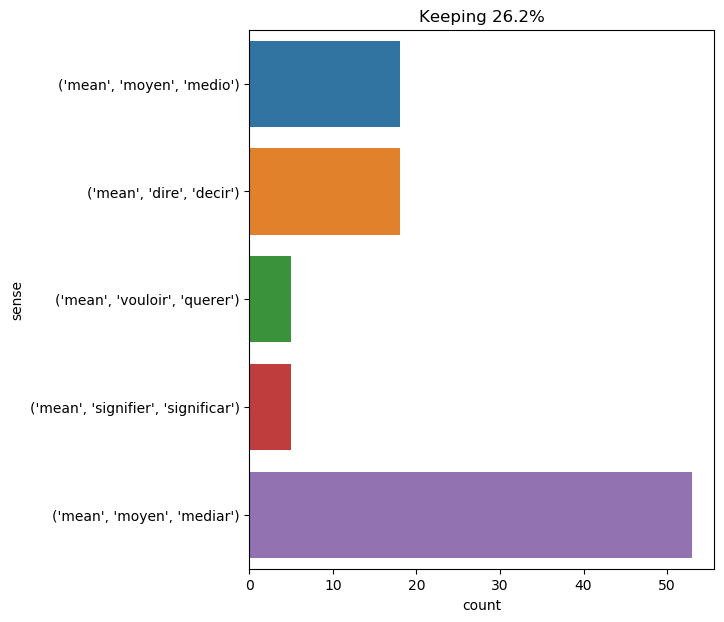 Keeping 26.2%
('mean', 'moyen', 'medio')
('mean', 'dire', 'decir')
('mean', 'vouloir', 'querer')
('mean', 'signifier', 'significar')
('mean', 'moyen', 'mediar')
sense
0 10 20 30 40 50
count